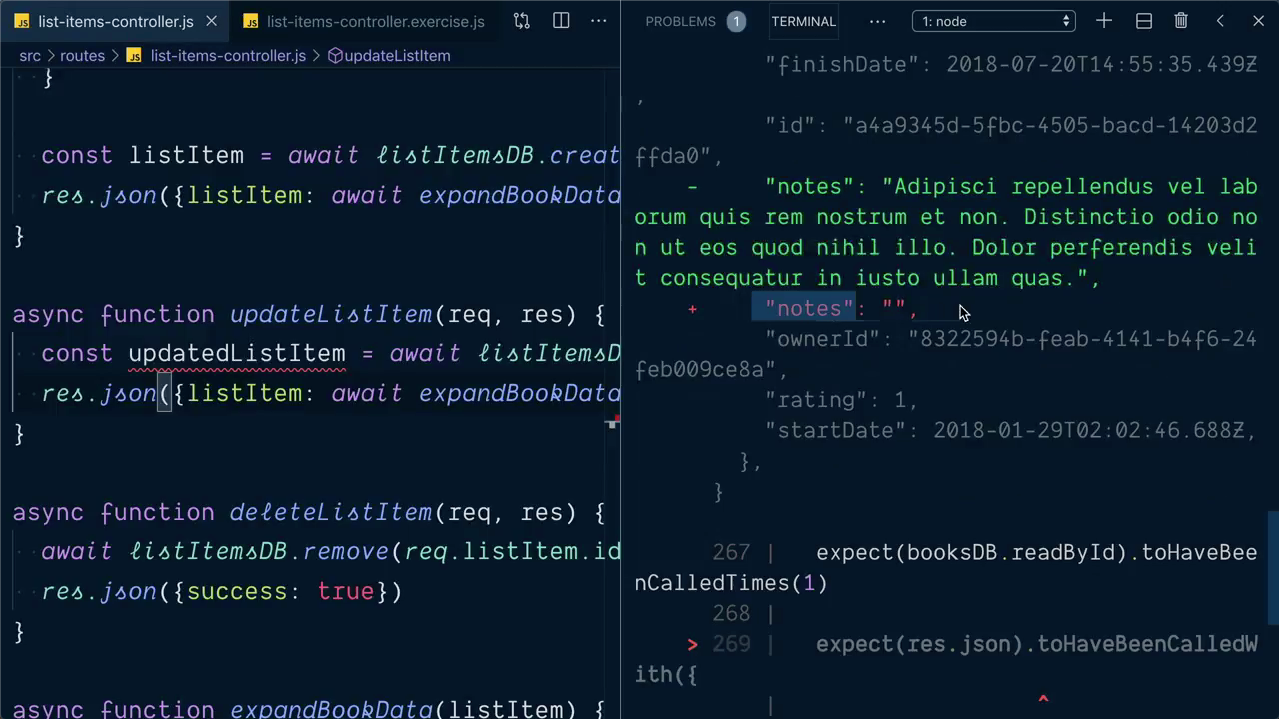 list-items-controller.js
list-items-controller.exercise.js
src > routes > list-items-controller.js > updateListItem
}
const listItem = await listItemsDB.creat
res.json({listItem: await expandBookData
}
async function updateListItem(req, res) {
const updatedListItem = await listItemsD
res.json({listItem: await expandBookData
}
async function deleteListItem(req, res) {
await listItemsDB.remove(req.listItem.id
res.json({success: true})
}
async function expandBookData(listItem) {
PROBLEMS 1
TERMINAL
1: node
"finishDate": 2018-07-20T14:55:35.439Z
,
"id": "a4a9345d-5fbc-4505-bacd-14203d2
ffda0",
- "notes": "Adipisci repellendus vel lab
orum quis rem nostrum et non. Distinctio odio no
n ut eos quod nihil illo. Dolor perferendis veli
t consequatur in iusto ullam quas.",
+ "notes": "",
"ownerId": "8322594b-feab-4141-b4f6-24
feb009ce8a",
"rating": 1,
"startDate": 2018-01-29T02:02:46.688Z,
},
}
267 | expect(booksDB.readById).toHaveBee
nCalledTimes(1)
268 |
> 269 | expect(res.json).toHaveBeenCalledW
ith({
| ^